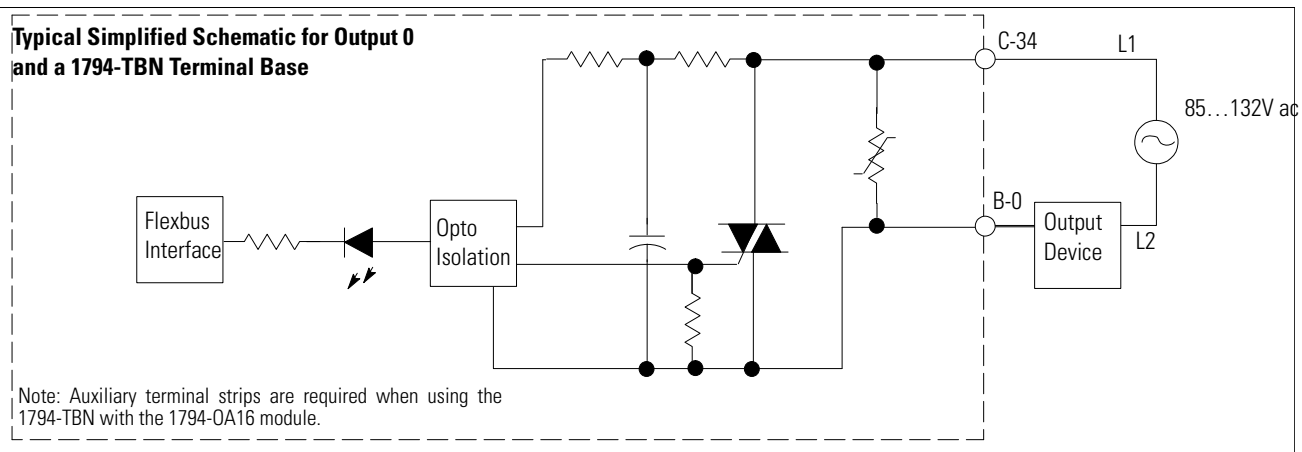 Typical Simplified Schematic for Output 0
and a 1794-TBN Terminal Base
C-34
L1
85…132V ac
Flexbus
Interface
Opto
Isolation
B-0
Output
Device
L2
Note: Auxiliary terminal strips are required when using the
1794-TBN with the 1794-OA16 module.